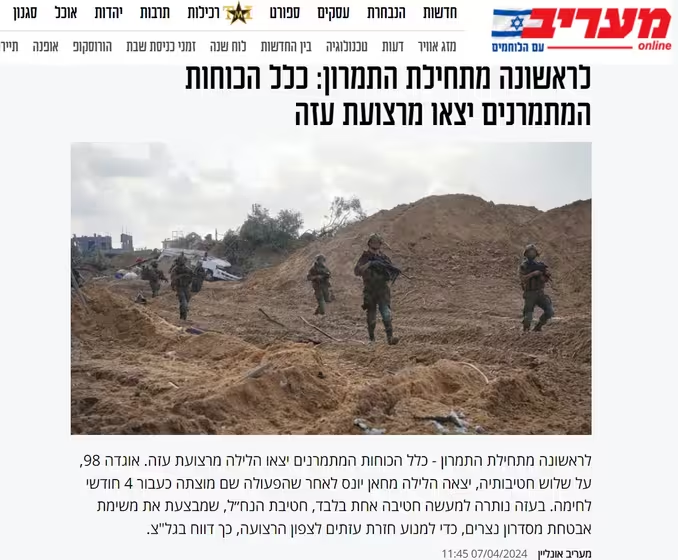 חדשות הנבחרת עסקים ספורט TMI רכילות יהדות תרבות אוכל סגנון
מעריב
online
עם הלוחמים
מזג אוויר דעות טכנולוגיה בין החדשות לוח שנה זמני כניסת שבת הורוסקופ אופנה תייר
לראשונה מתחילת התמרון: כלל הכוחות
המתמרנים יצאו מרצועת עזה
לראשונה מתחילת התמרון - כלל הכוחות המתמרנים יצאו הלילה מרצועת עזה. אוגדה 98,
על שלוש חטיבותיה, יצאה הלילה מחאן יונס לאחר שהפעולה שם מוצתה כעבור 4 חודשי
לחימה. בעזה נותרה למעשה חטיבה אחת בלבד, חטיבת הנח"ל, שמבצעת את משימת
אבטחת מסדרון נצרים, כדי למנוע חזרת עזתים לצפון הרצועה, כך דווח בגל"צ.
מעריב אונליין 07/04/2024 11:45